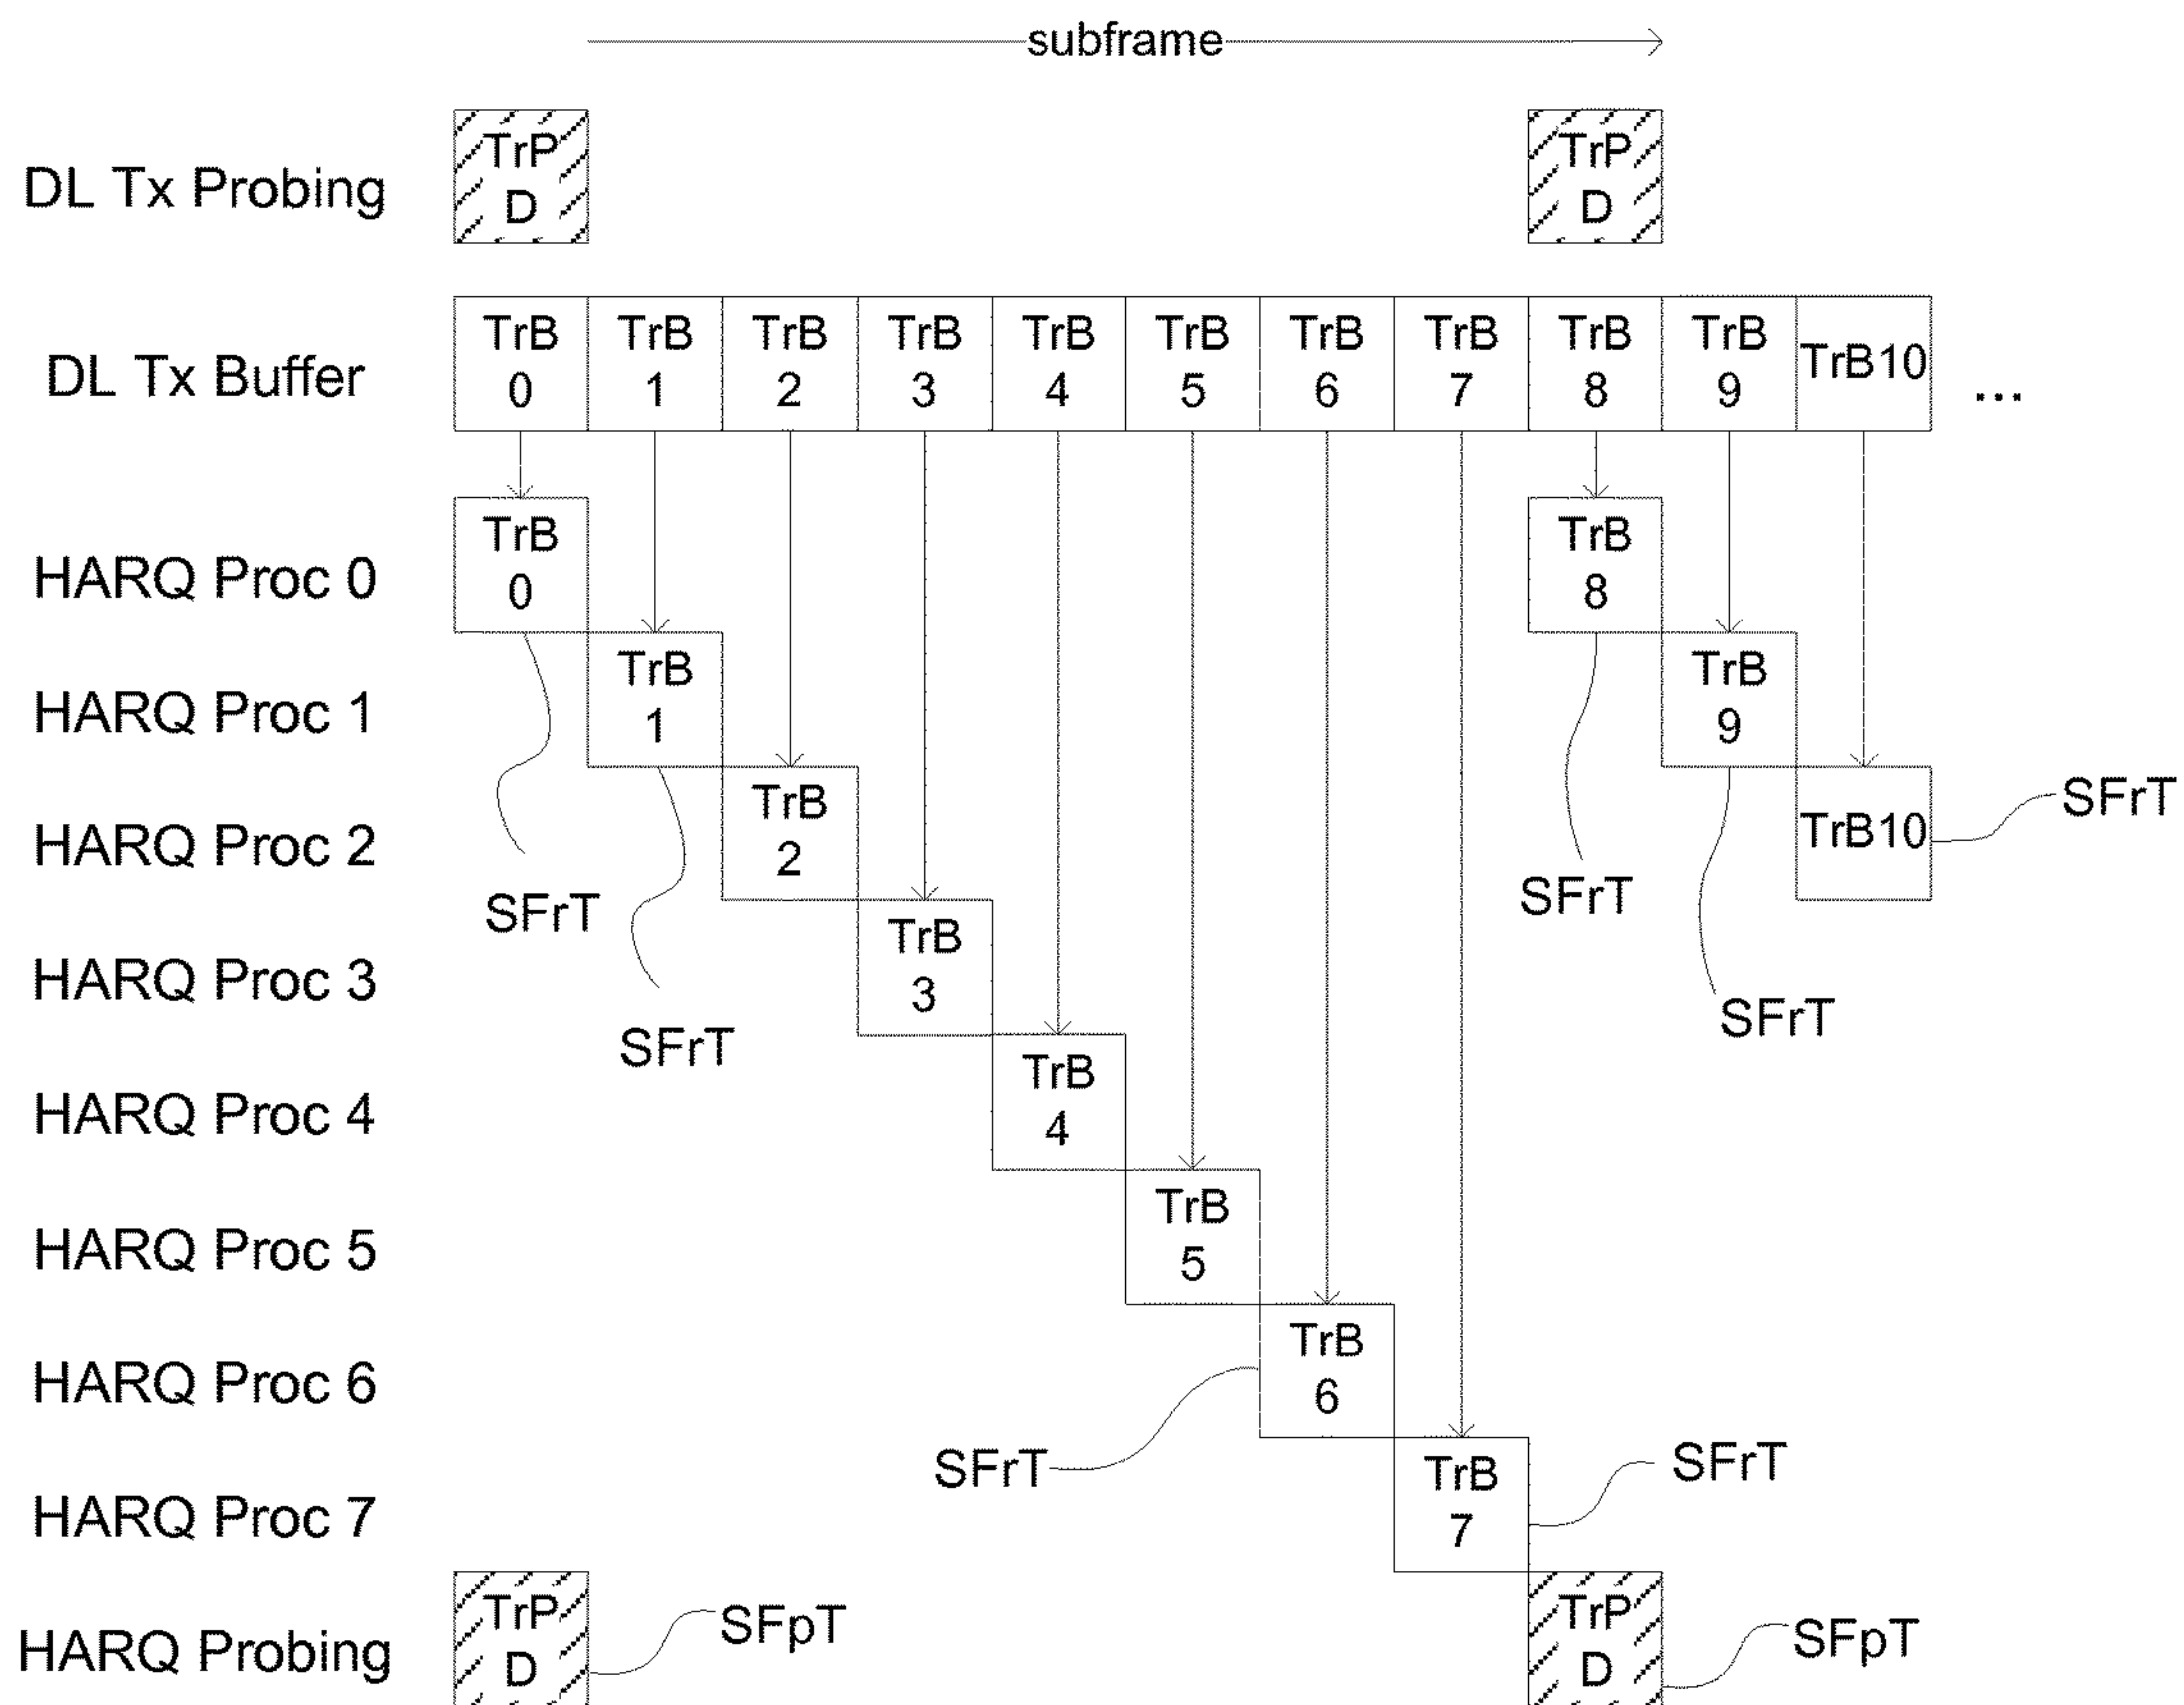 subframe
DL Tx Probing
TrP
D
TrP
D
DL Tx Buffer
TrB
0
TrB
1
TrB
2
TrB
3
TrB
4
TrB
5
TrB
6
TrB
7
TrB
8
TrB
9
TrB10
...
HARQ Proc 0
TrB
0
TrB
8
HARQ Proc 1
TrB
1
TrB
9
HARQ Proc 2
TrB
2
TrB10
SFrT
SFrT
SFrT
HARQ Proc 3
TrB
3
SFrT
SFrT
HARQ Proc 4
TrB
4
HARQ Proc 5
TrB
5
HARQ Proc 6
TrB
6
SFrT
SFrT
HARQ Proc 7
TrB
7
HARQ Probing
TrP
D
SFpT
TrP
D
SFpT